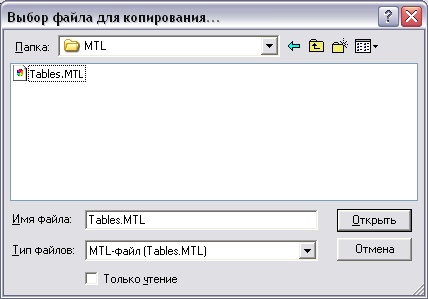 Выбор файла для копирования...
Папка: MTL
Tables.MTL
Имя файла: Tables.MTL Открыть
Тип файлов: MTL-файл (Tables.MTL) Отмена
Только чтение